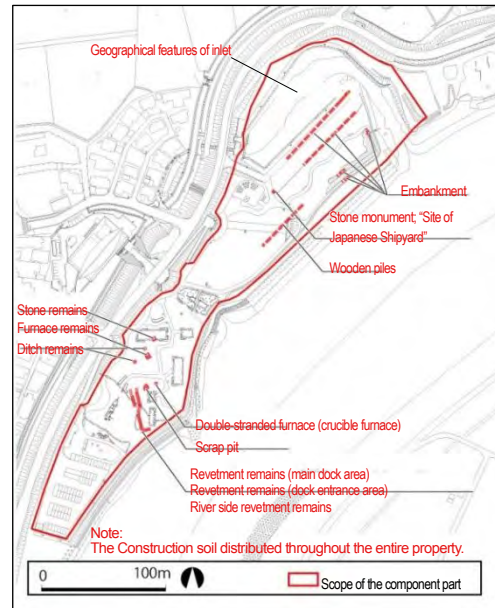 Geographical features of inlet
Embankment
Stone monument; "Site of
Japanese Shipyard"
Wooden piles
Stone remains
Furnace remains
Ditch remains
Double-stranded furnace (crucible furnace)
Scrap pit
Revetment remains (main dock area)
Revetment remains (dock entrance area)
River side revetment remains
Note:
The Construction soil distributed throughout the entire property.
0 100m
Scope of the component part